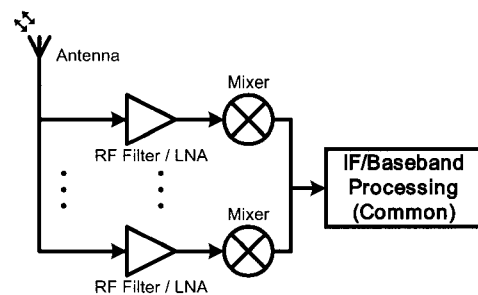 Antenna
Mixer
RF Filter / LNA
IF/Baseband
Processing
(Common)
Mixer
RF Filter / LNA